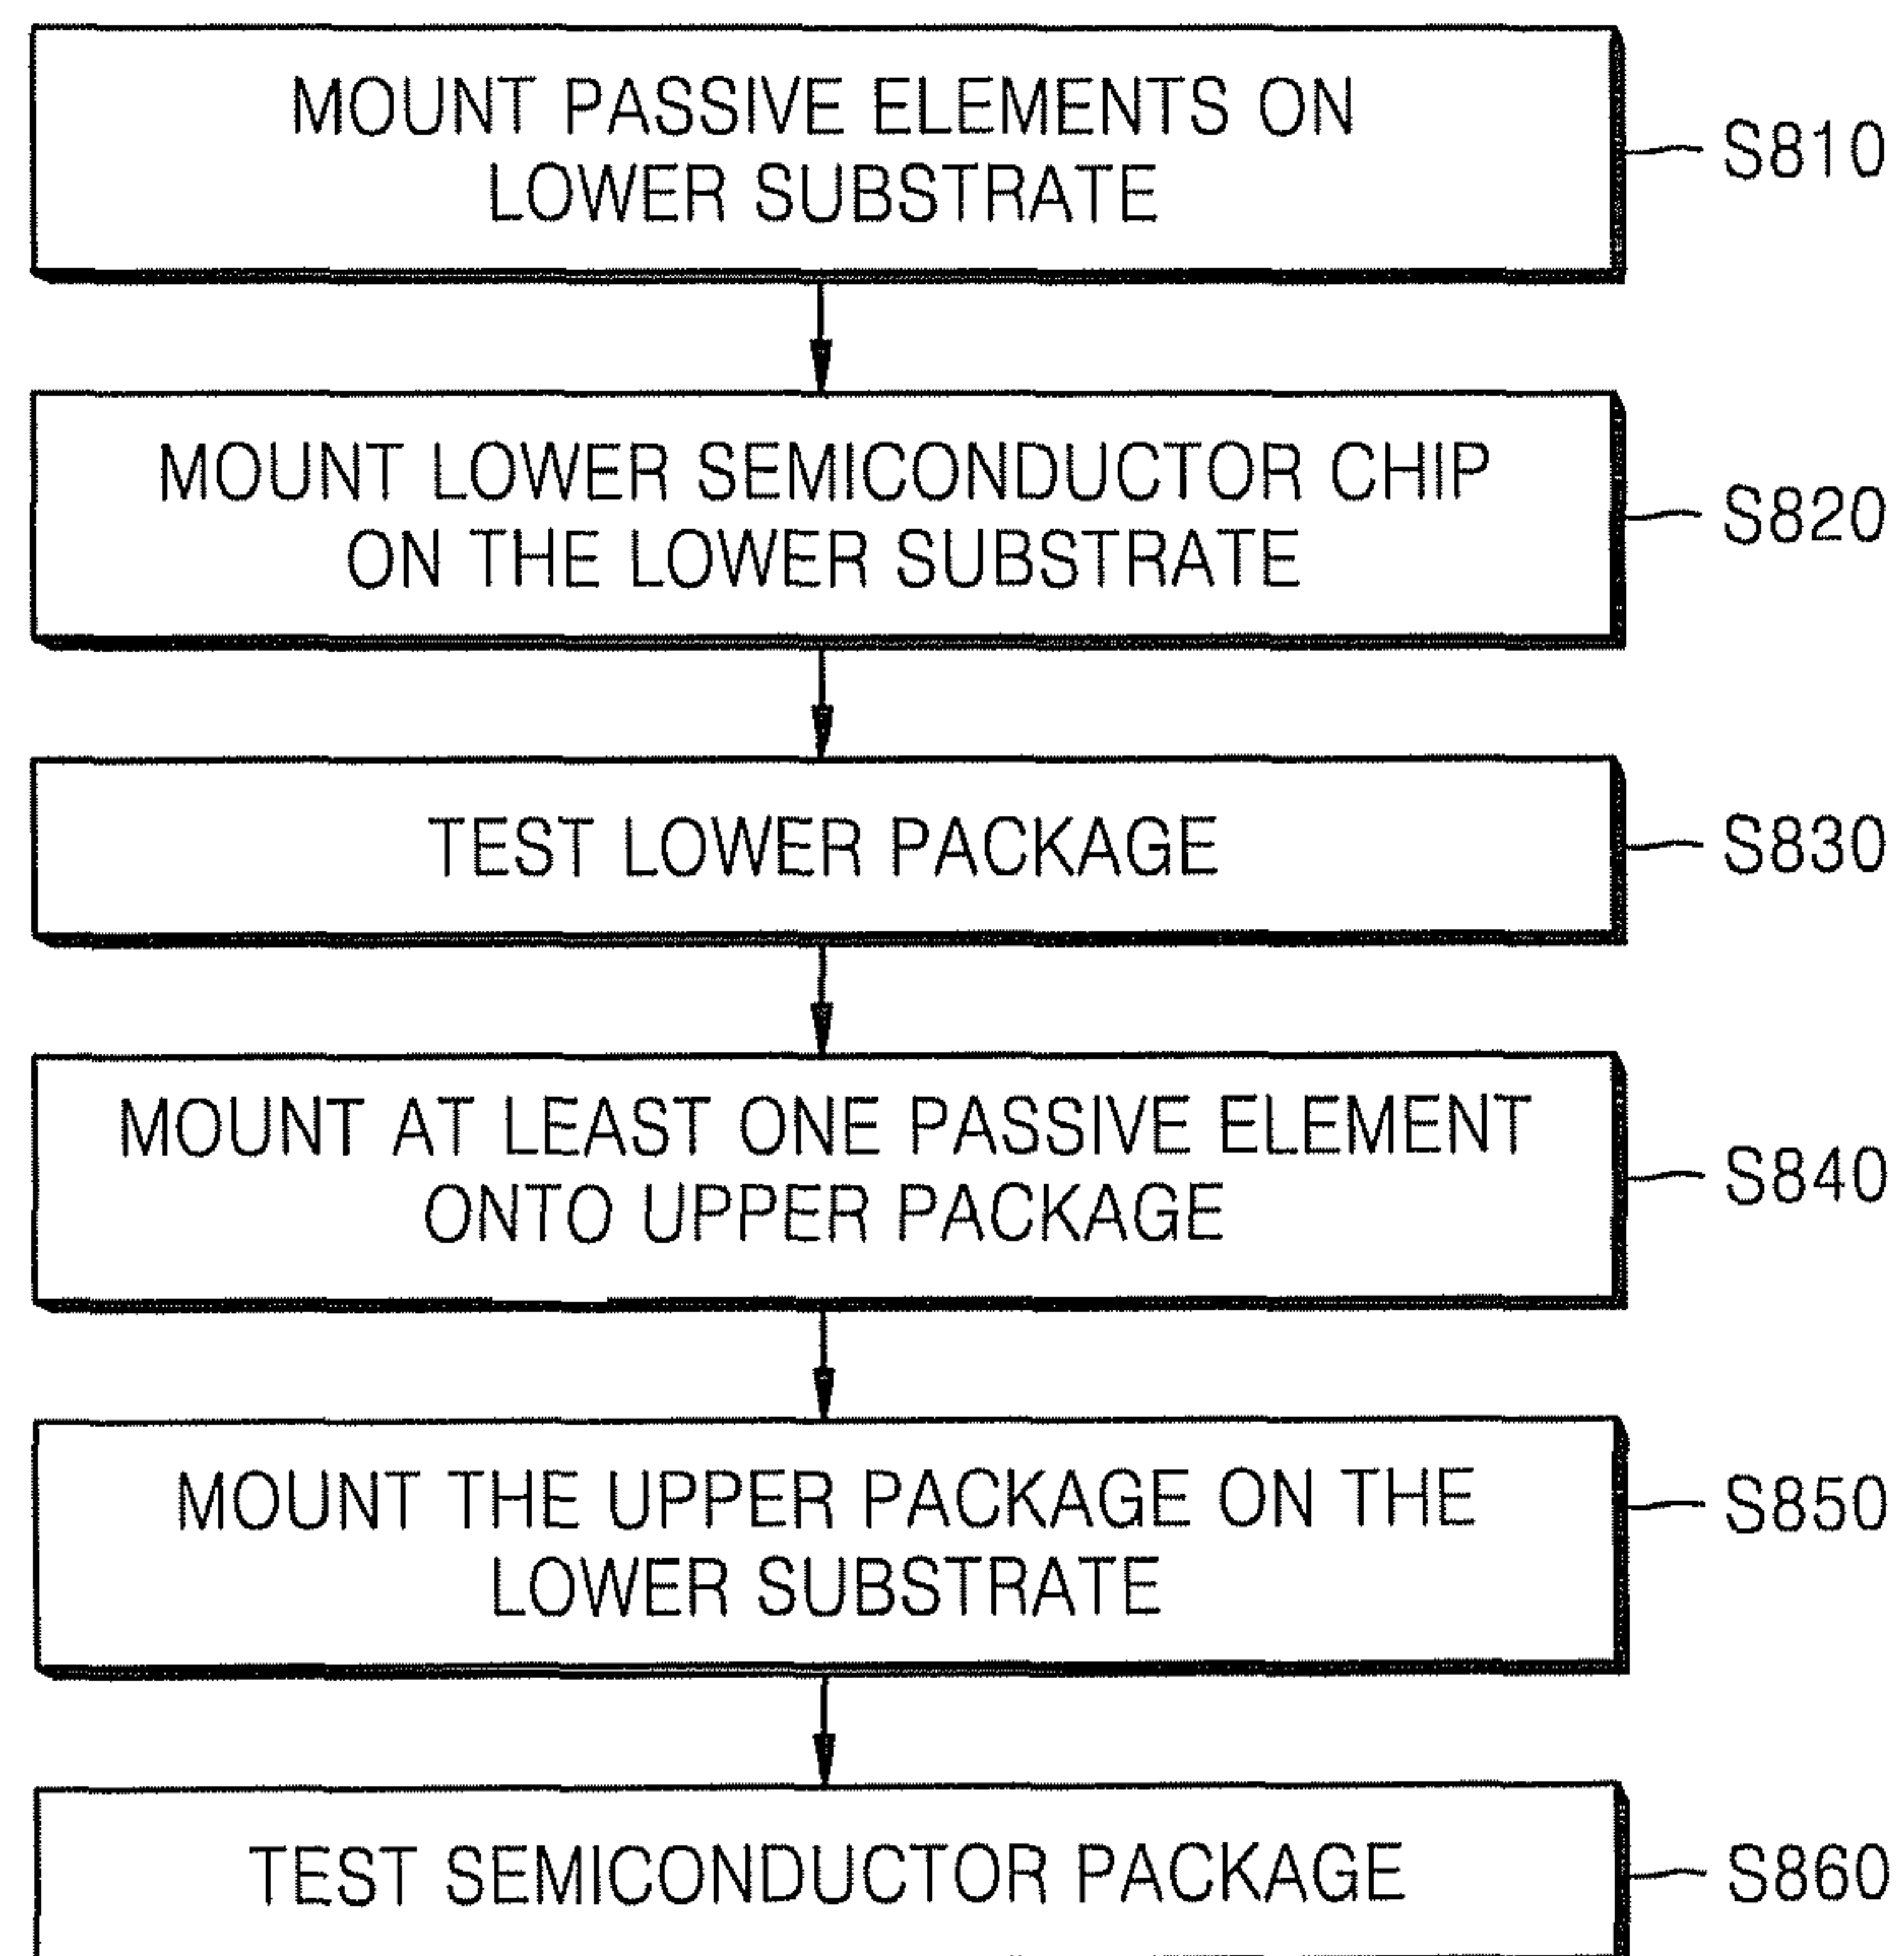 MOUNT PASSIVE ELEMENTS ON
LOWER SUBSTRATE
S810
MOUNT LOWER SEMICONDUCTOR CHIP
ON THE LOWER SUBSTRATE
S820
TEST LOWER PACKAGE
S830
MOUNT AT LEAST ONE PASSIVE ELEMENT
ONTO UPPER PACKAGE
S840
MOUNT THE UPPER PACKAGE ON THE
LOWER SUBSTRATE
S850
TEST SEMICONDUCTOR PACKAGE
S860